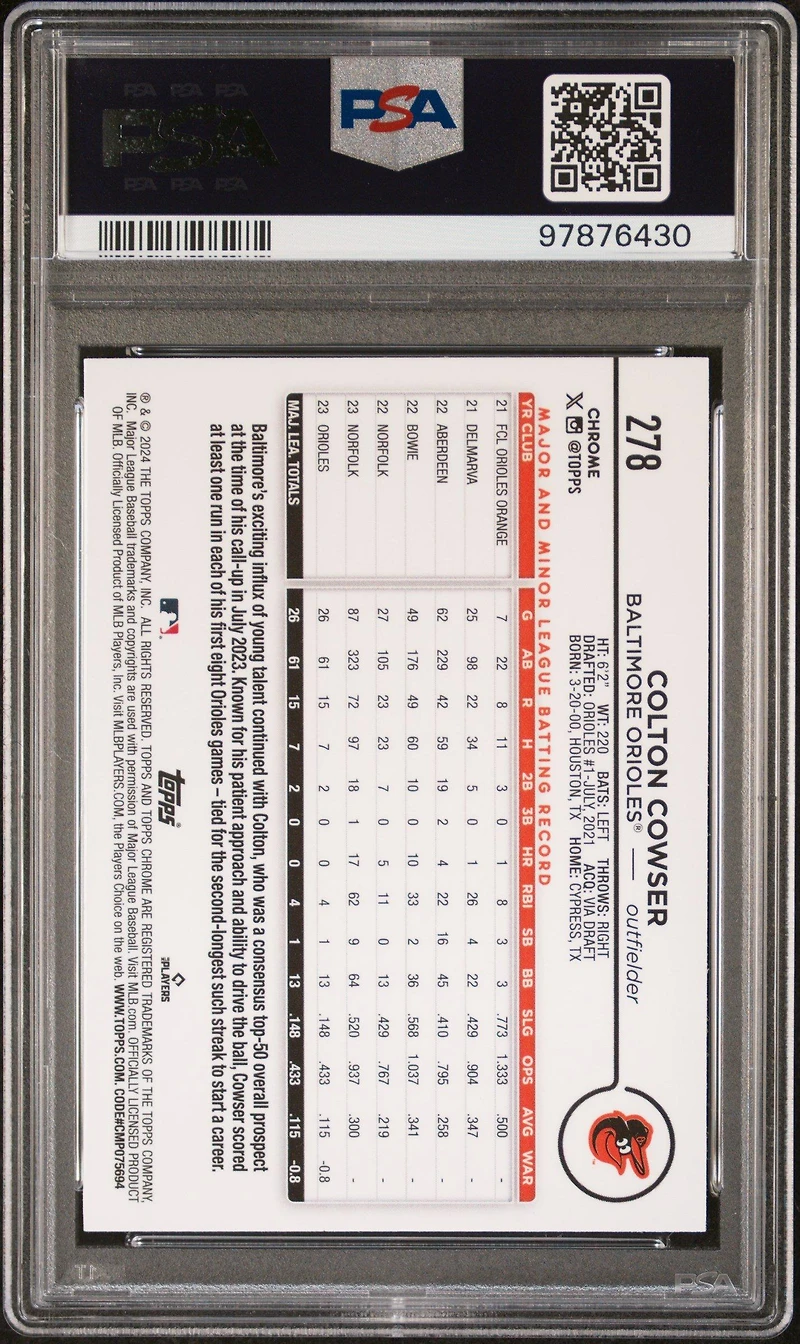 PSA PSA PSA
PSA
PSA PSA PSA
PSA
97876430
278
COLTON COWSER
BALTIMORE ORIOLES® — outfielder
CHROME
@TOPPS
HT: 6'2" WT: 220 BATS: LEFT THROWS: RIGHT
DRAFTED: ORIOLES #1-JULY, 2021 ACQ: VIA DRAFT
BORN: 3-20-00, HOUSTON, TX HOME: CYPRESS, TX
MAJOR AND MINOR LEAGUE BATTING RECORD
YR CLUB G AB R H 2B 3B HR RBI SB BB SLG OPS AVG WAR
21 FCL ORIOLES ORANGE 7 22 8 11 3 0 1 8 3 3 .773 1.333 .500 -
21 DELMARVA 25 98 22 34 5 0 1 26 4 22 .429 .904 .347 -
22 ABERDEEN 62 229 42 59 19 2 4 22 16 45 .410 .795 .258 -
22 BOWIE 49 176 49 60 10 0 10 33 2 36 .568 1.037 .341 -
22 NORFOLK 27 105 23 23 7 0 5 11 0 13 .429 .767 .219 -
23 NORFOLK 87 323 72 97 18 1 17 62 9 64 .520 .937 .300 -
23 ORIOLES 26 61 15 7 2 0 0 4 1 13 .148 .433 .115 -0.8
MAJ. LEA. TOTALS 26 61 15 7 2 0 0 4 1 13 .148 .433 .115 -0.8
Baltimore's exciting influx of young talent continued with Colton, who was a consensus top-50 overall prospect
at the time of his call-up in July 2023. Known for his patient approach and ability to drive the ball, Cowser scored
at least one run in each of his first eight Orioles games – tied for the second-longest such streak to start a career.
topps®
PLAYERS
® & © 2024 THE TOPPS COMPANY, INC. ALL RIGHTS RESERVED. TOPPS AND TOPPS CHROME ARE REGISTERED TRADEMARKS OF THE TOPPS COMPANY,
INC. Major League Baseball trademarks and copyrights are used with permission of Major League Baseball. Visit MLB.com. OFFICIALLY LICENSED PRODUCT
OF MLB. Officially Licensed Product of MLB Players, Inc. Visit MLBPLAYERS.COM, the Players Choice on the web. WWW.TOPPS.COM. CODE#CMP075694
PSA